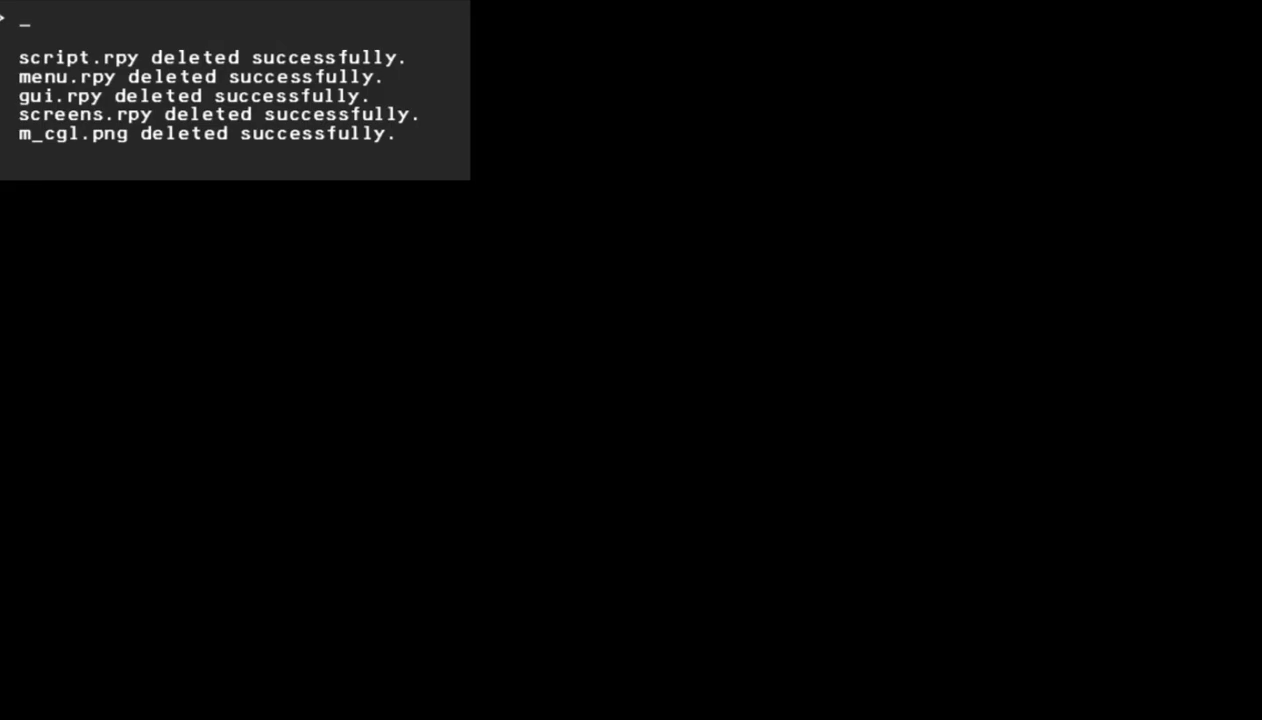 > _
script.rpy deleted successfully.
menu.rpy deleted successfully.
gui.rpy deleted successfully.
screens.rpy deleted successfully.
m_cgl.png deleted successfully.